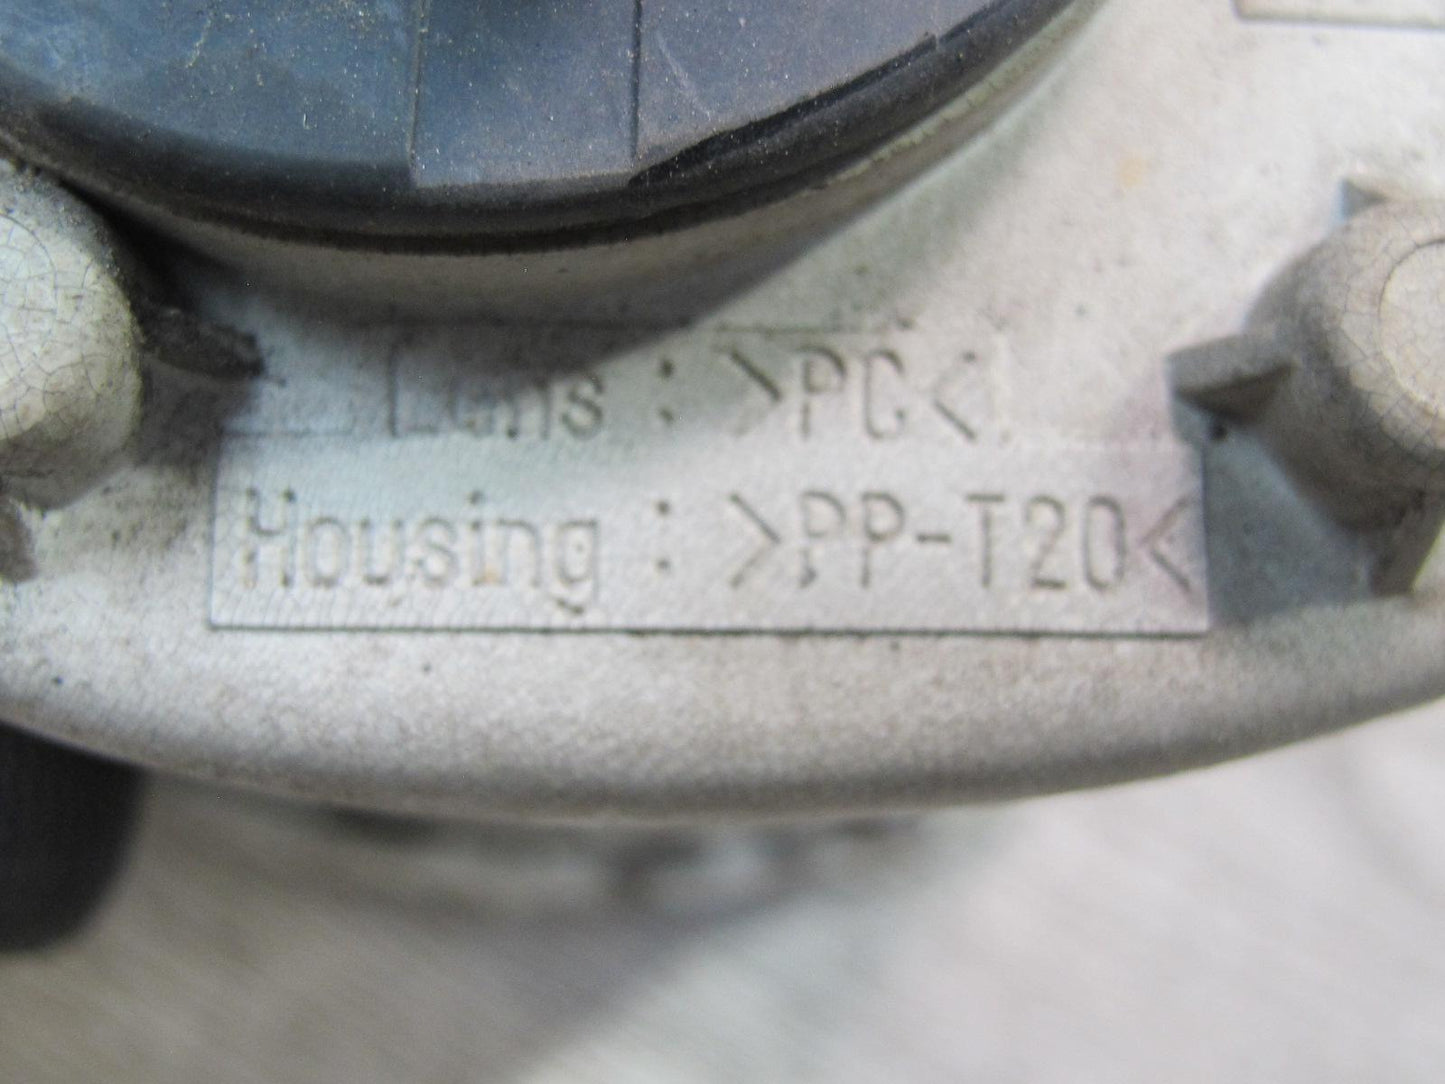 Lens : >PC<
Housing : >PP-T20<